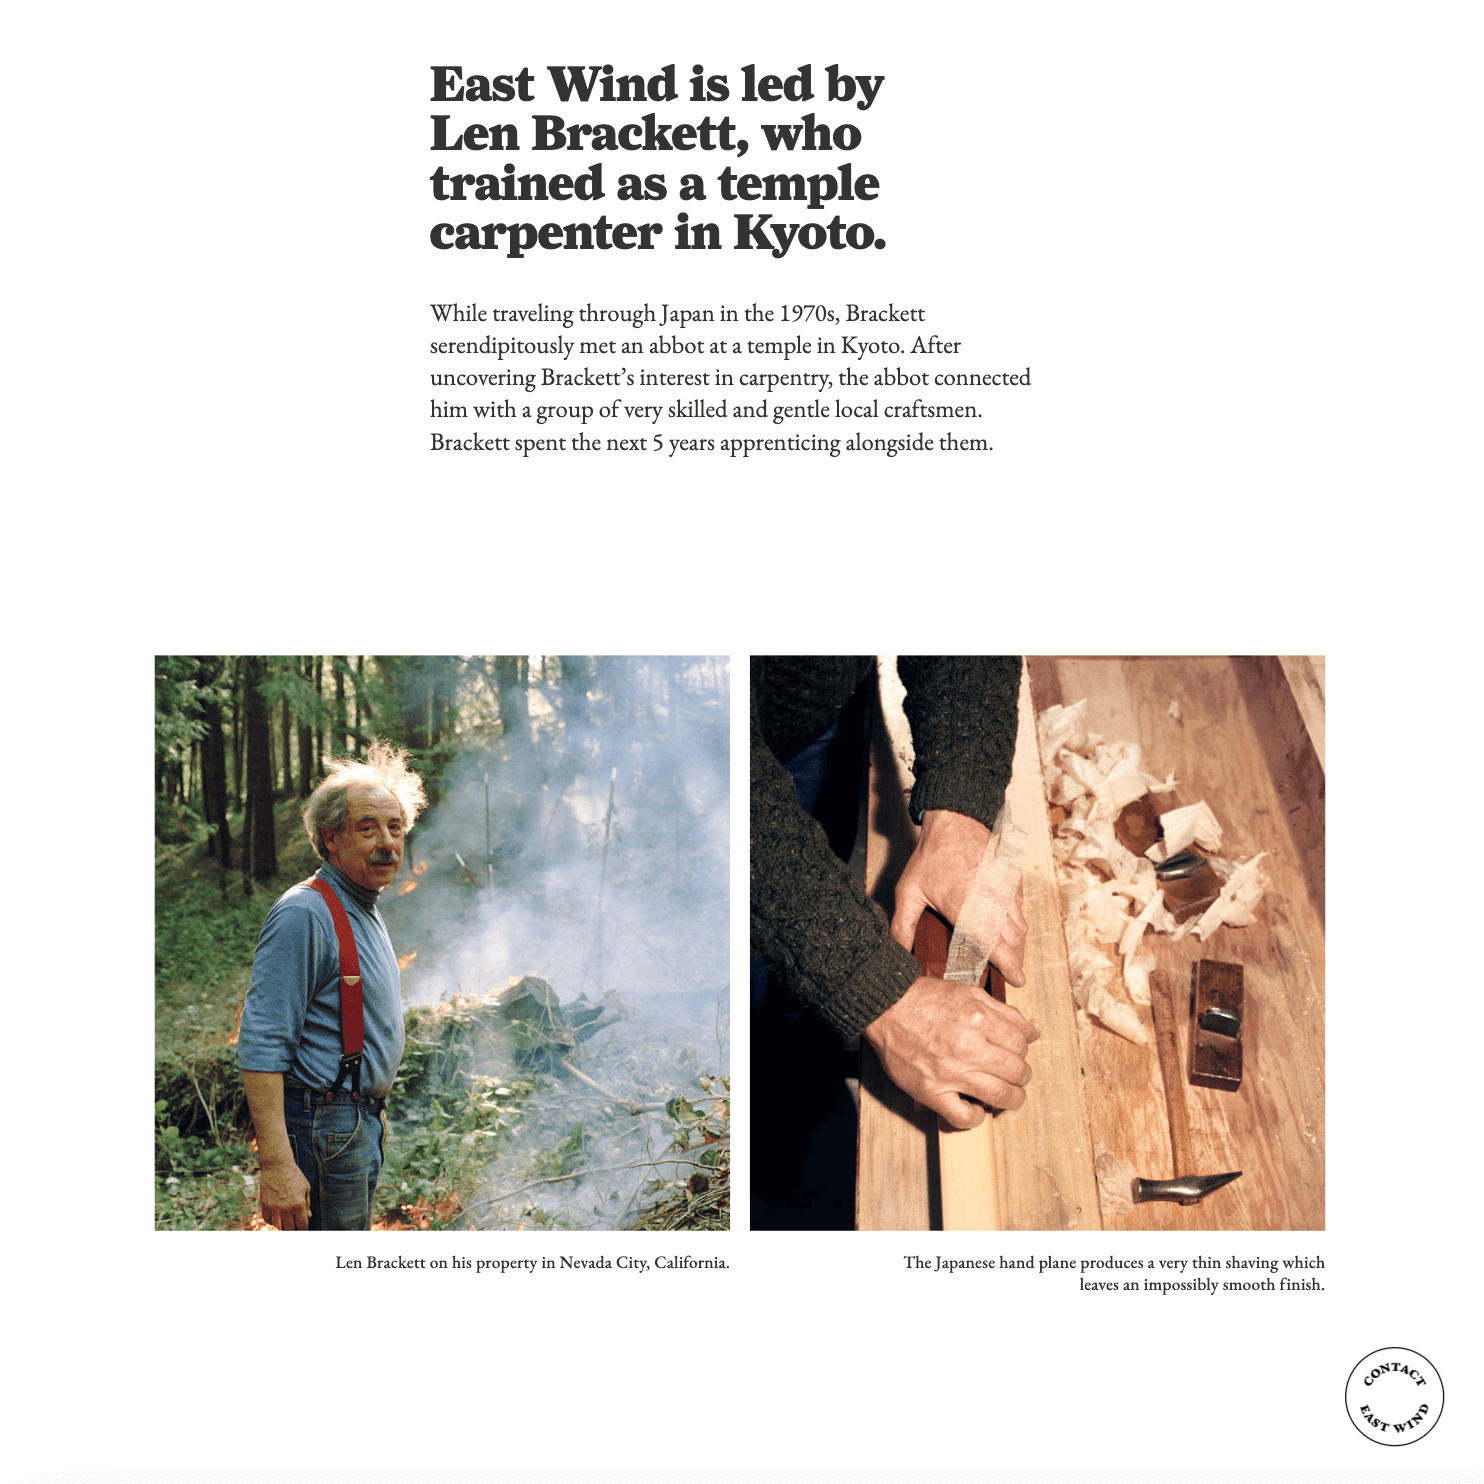 East Wind is led by
Len Brackett, who
trained as a temple
carpenter in Kyoto.
While traveling through Japan in the 1970s, Brackett
serendipitously met an abbot at a temple in Kyoto. After
uncovering Brackett’s interest in carpentry, the abbot connected
him with a group of very skilled and gentle local craftsmen.
Brackett spent the next 5 years apprenticing alongside them.
Len Brackett on his property in Nevada City, California.
The Japanese hand plane produces a very thin shaving which
leaves an impossibly smooth finish.
CONTACT
EAST WIND